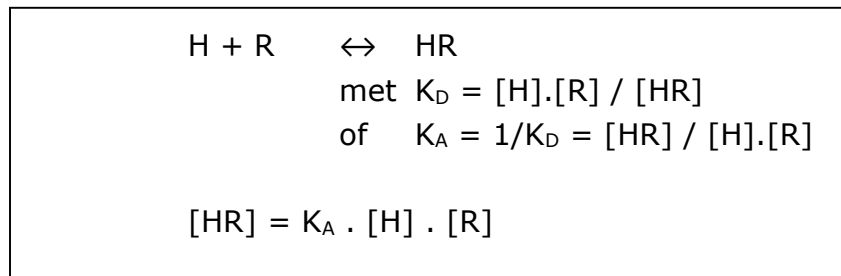 H + R ↔ HR
met K_D = [H].[R] / [HR]
of K_A = 1/K_D = [HR] / [H].[R]
[HR] = K_A . [H] . [R]